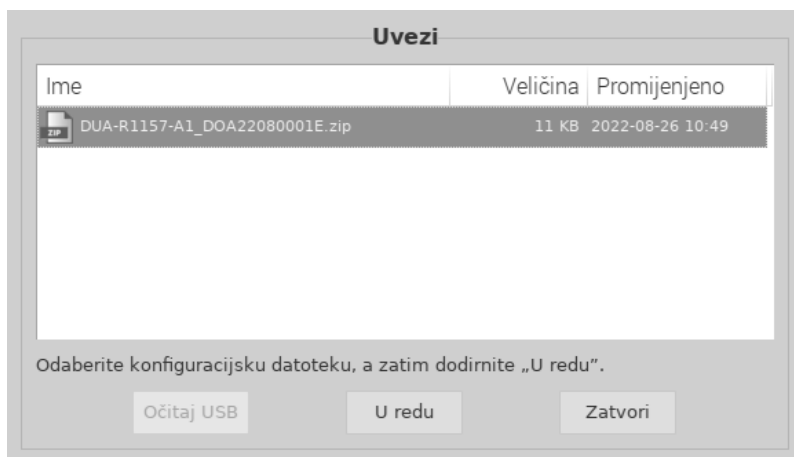 Uvezi
Ime Veličina Promijenjeno
ZIP DUA-R1157-A1_DOA22080001E.zip 11 KB 2022-08-26 10:49
Odaberite konfiguracijsku datoteku, a zatim dodirnite „U redu”.
Očitaj USB U redu Zatvori